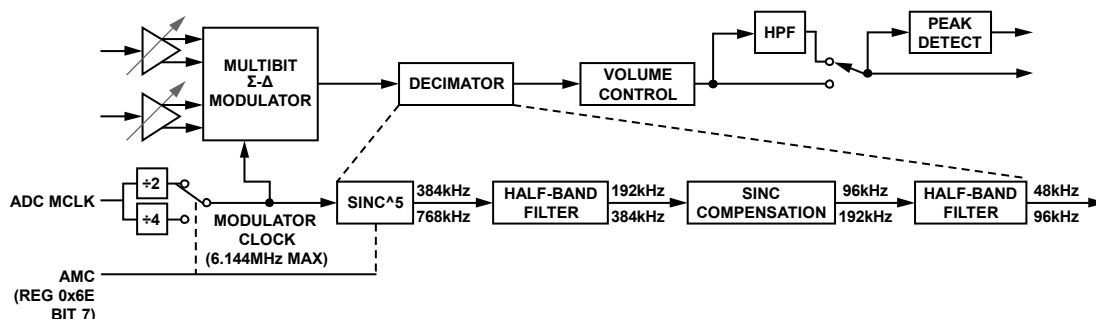 HPF
PEAK
DETECT
MULTIBIT
Σ-Δ
MODULATOR
DECIMATOR
VOLUME
CONTROL
ADC MCLK
÷2
÷4
MODULATOR
CLOCK
(6.144MHz MAX)
SINC^5
384kHz
768kHz
HALF-BAND
FILTER
192kHz
384kHz
SINC
COMPENSATION
96kHz
192kHz
HALF-BAND
FILTER
48kHz
96kHz
AMC
(REG 0x6E
BIT 7)